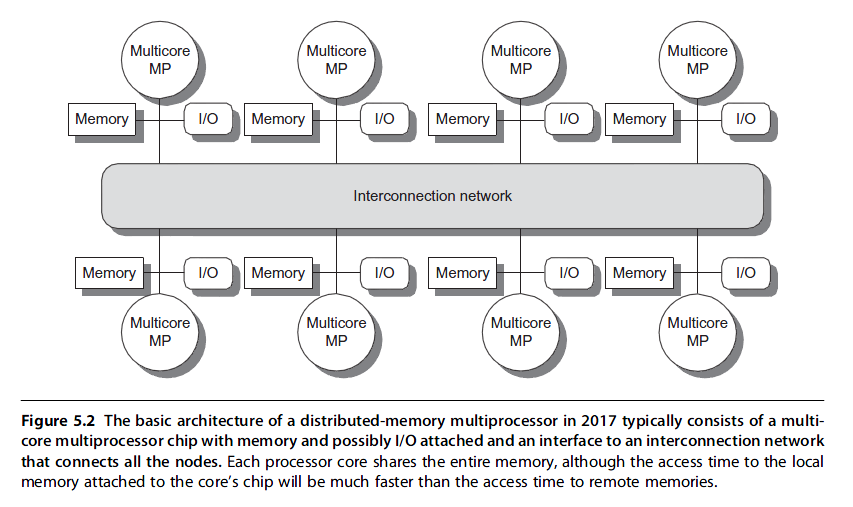 Multicore
MP
Multicore
MP
Multicore
MP
Multicore
MP
Memory
I/O
Memory
I/O
Memory
I/O
Memory
I/O
Interconnection network
Memory
I/O
Memory
I/O
Memory
I/O
Memory
I/O
Multicore
MP
Multicore
MP
Multicore
MP
Multicore
MP
Figure 5.2 The basic architecture of a distributed-memory multiprocessor in 2017 typically consists of a multi-
core multiprocessor chip with memory and possibly I/O attached and an interface to an interconnection network
that connects all the nodes. Each processor core shares the entire memory, although the access time to the local
memory attached to the core's chip will be much faster than the access time to remote memories.